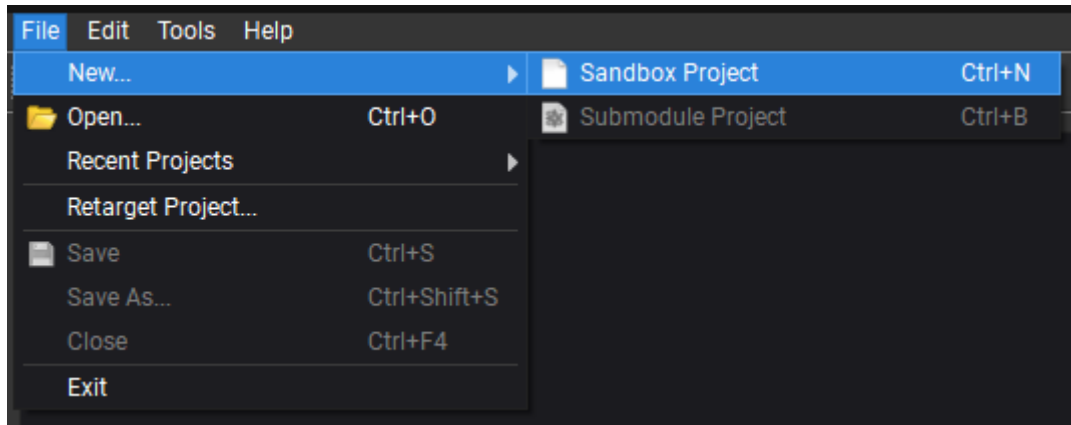 File Edit Tools Help
New... Sandbox Project Ctrl+N
Open... Ctrl+O Submodule Project Ctrl+B
Recent Projects
Retarget Project...
Save Ctrl+S
Save As... Ctrl+Shift+S
Close Ctrl+F4
Exit